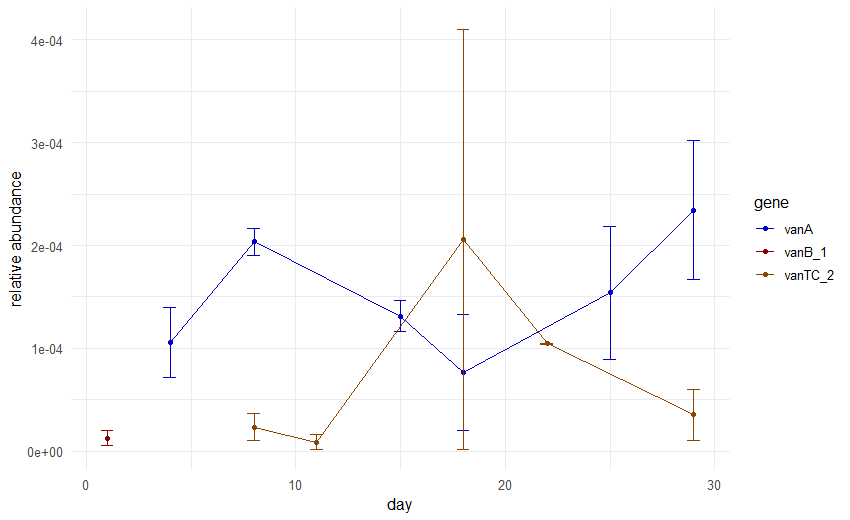 4e-04
3e-04
2e-04
1e-04
0e+00
relative abundance
0
10
20
30
day
gene
vanA
vanB_1
vanTC_2